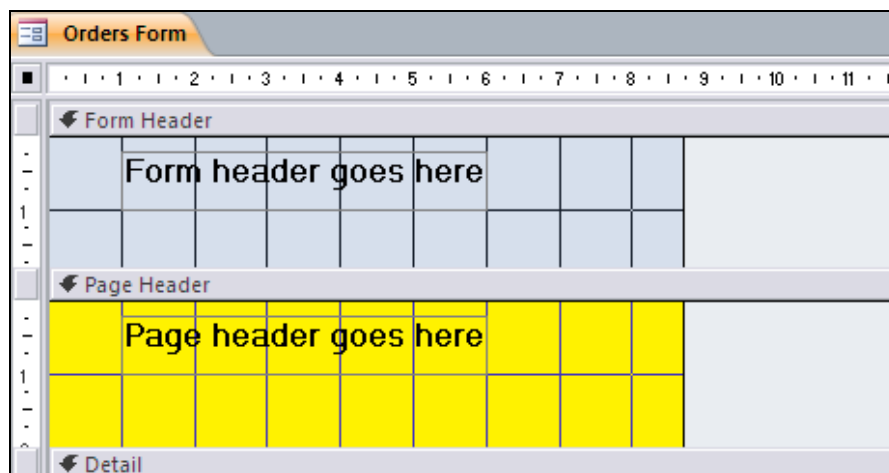 Orders Form
1 2 3 4 5 6 7 8 9 10 11
Form Header
Form header goes here
1
Page Header
Page header goes here
1
Detail